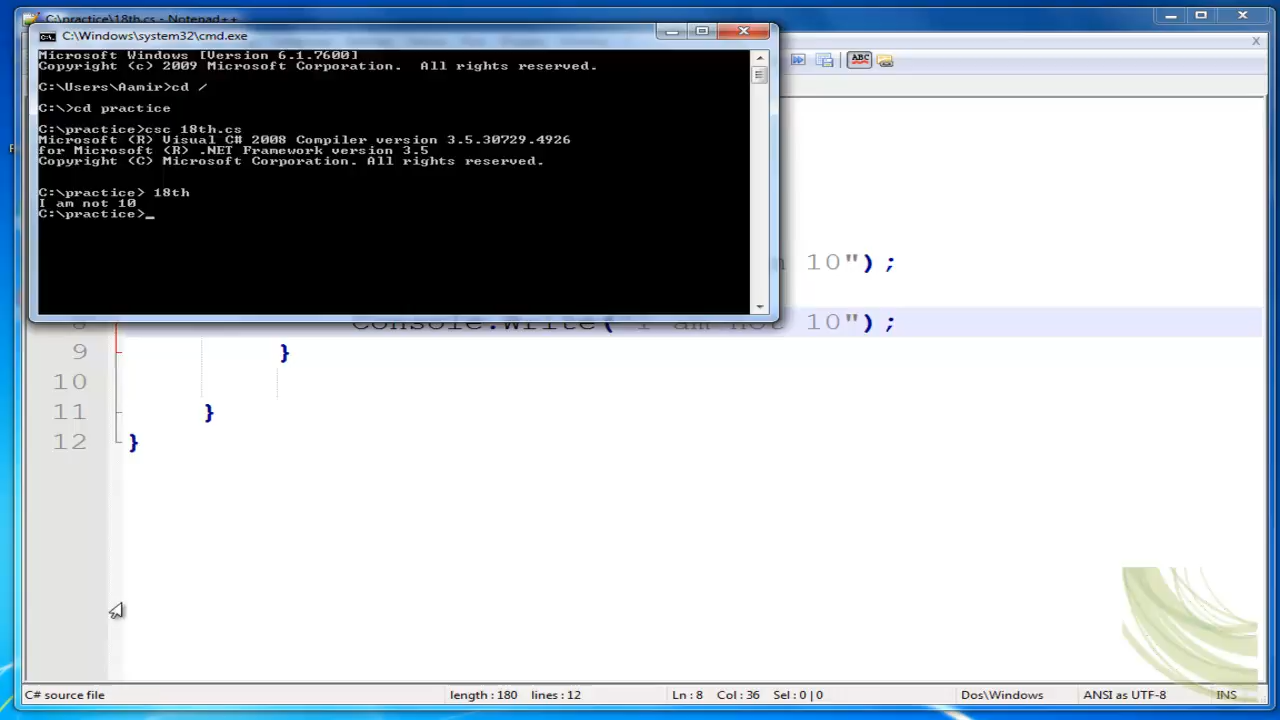 C:\practice\18th.cs - Notepad++
C:\Windows\system32\cmd.exe
Microsoft Windows [Version 6.1.7600]
Copyright (c) 2009 Microsoft Corporation.  All rights reserved.
C:\Users\Aamir>cd /
C:\>cd practice
C:\practice>csc 18th.cs
Microsoft (R) Visual C# 2008 Compiler version 3.5.30729.4926
for Microsoft (R) .NET Framework version 3.5
Copyright (C) Microsoft Corporation. All rights reserved.
C:\practice> 18th
I am not 10
C:\practice>_
ABC
10");
8 Console.Write("I am not 10");
9 }
10
11 }
12 }
C# source file length : 180 lines : 12 Ln : 8 Col : 36 Sel : 0 | 0 Dos\Windows ANSI as UTF-8 INS